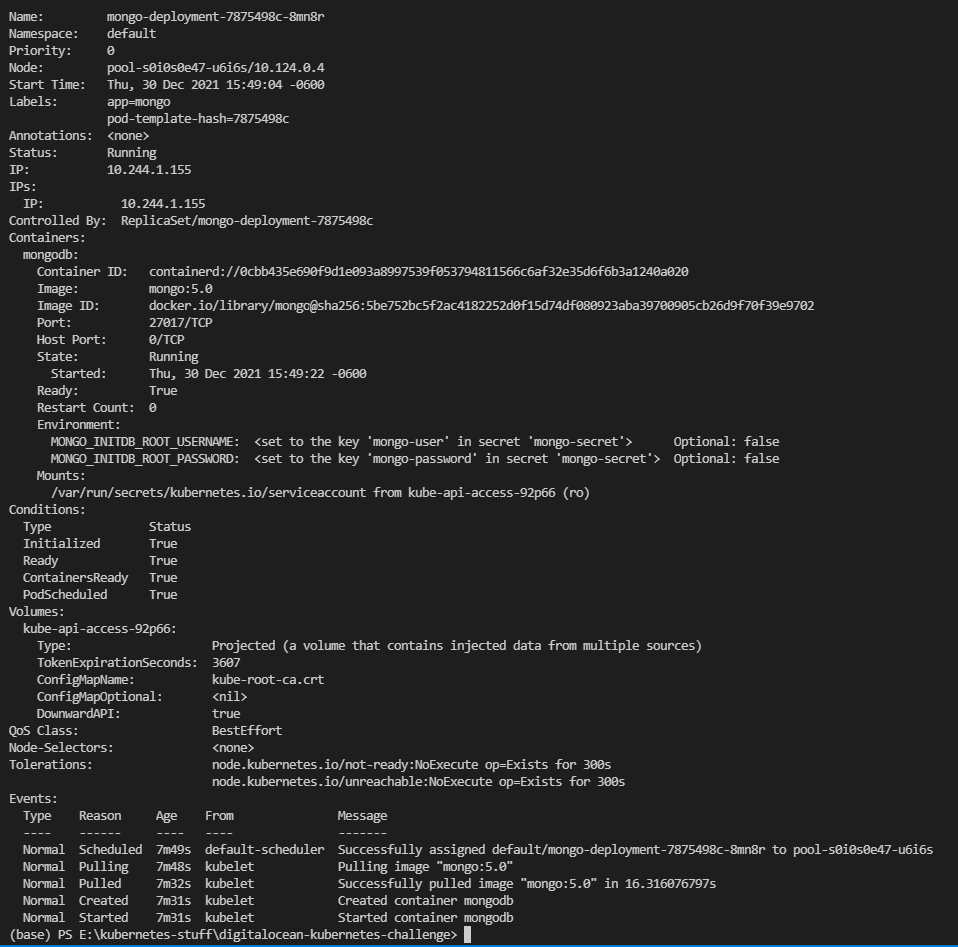 Name:         mongo-deployment-7875498c-8mn8r
Namespace:    default
Priority:     0
Node:         pool-s0i0s0e47-u6i6s/10.124.0.4
Start Time:   Thu, 30 Dec 2021 15:49:04 -0600
Labels:       app=mongo
              pod-template-hash=7875498c
Annotations:  <none>
Status:       Running
IP:           10.244.1.155
IPs:
  IP:           10.244.1.155
Controlled By:  ReplicaSet/mongo-deployment-7875498c
Containers:
  mongodb:
    Container ID:   containerd://0cbb435e690f9d1e093a8997539f053794811566c6af32e35d6f6b3a1240a020
    Image:          mongo:5.0
    Image ID:       docker.io/library/mongo@sha256:5be752bc5f2ac4182252d0f15d74df080923aba39700905cb26d9f70f39e9702
    Port:           27017/TCP
    Host Port:      0/TCP
    State:          Running
      Started:      Thu, 30 Dec 2021 15:49:22 -0600
    Ready:          True
    Restart Count:  0
    Environment:
      MONGO_INITDB_ROOT_USERNAME:  <set to the key 'mongo-user' in secret 'mongo-secret'>      Optional: false
      MONGO_INITDB_ROOT_PASSWORD:  <set to the key 'mongo-password' in secret 'mongo-secret'>  Optional: false
    Mounts:
      /var/run/secrets/kubernetes.io/serviceaccount from kube-api-access-92p66 (ro)
Conditions:
  Type              Status
  Initialized       True
  Ready             True
  ContainersReady   True
  PodScheduled      True
Volumes:
  kube-api-access-92p66:
    Type:                    Projected (a volume that contains injected data from multiple sources)
    TokenExpirationSeconds:  3607
    ConfigMapName:           kube-root-ca.crt
    ConfigMapOptional:       <nil>
    DownwardAPI:             true
QoS Class:                   BestEffort
Node-Selectors:              <none>
Tolerations:                 node.kubernetes.io/not-ready:NoExecute op=Exists for 300s
                             node.kubernetes.io/unreachable:NoExecute op=Exists for 300s
Events:
  Type    Reason     Age    From               Message
  ----    ------     ----   ----               -------
  Normal  Scheduled  7m49s  default-scheduler  Successfully assigned default/mongo-deployment-7875498c-8mn8r to pool-s0i0s0e47-u6i6s
  Normal  Pulling    7m48s  kubelet            Pulling image "mongo:5.0"
  Normal  Pulled     7m32s  kubelet            Successfully pulled image "mongo:5.0" in 16.316076797s
  Normal  Created    7m31s  kubelet            Created container mongodb
  Normal  Started    7m31s  kubelet            Started container mongodb
(base) PS E:\kubernetes-stuff\digitalocean-kubernetes-challenge>